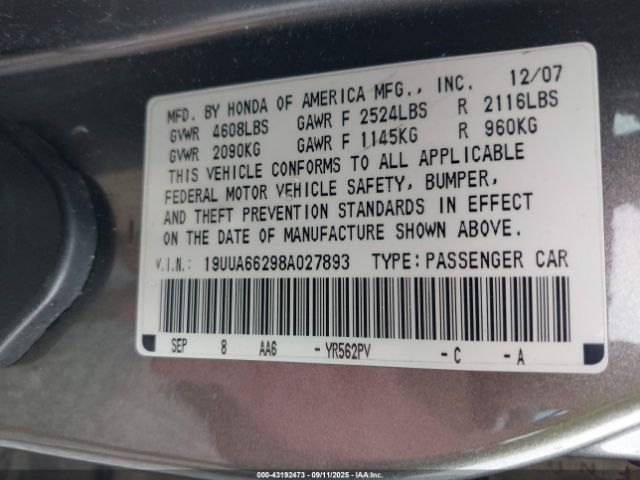 MFD. BY HONDA OF AMERICA MFG., INC. 12/07
GVWR 4608LBS GAWR F 2524LBS R 2116LBS
GVWR 2090KG GAWR F 1145KG R 960KG
THIS VEHICLE CONFORMS TO ALL APPLICABLE
FEDERAL MOTOR VEHICLE SAFETY, BUMPER,
AND THEFT PREVENTION STANDARDS IN EFFECT
ON THE DATE OF MANUFACTURE SHOWN ABOVE.
V.I.N.: 19UUA66298A027893 TYPE: PASSENGER CAR
SEP 8 AA6 -YR562PV -C -A
000-43192473 - 09/11/2025 - IAA Inc.